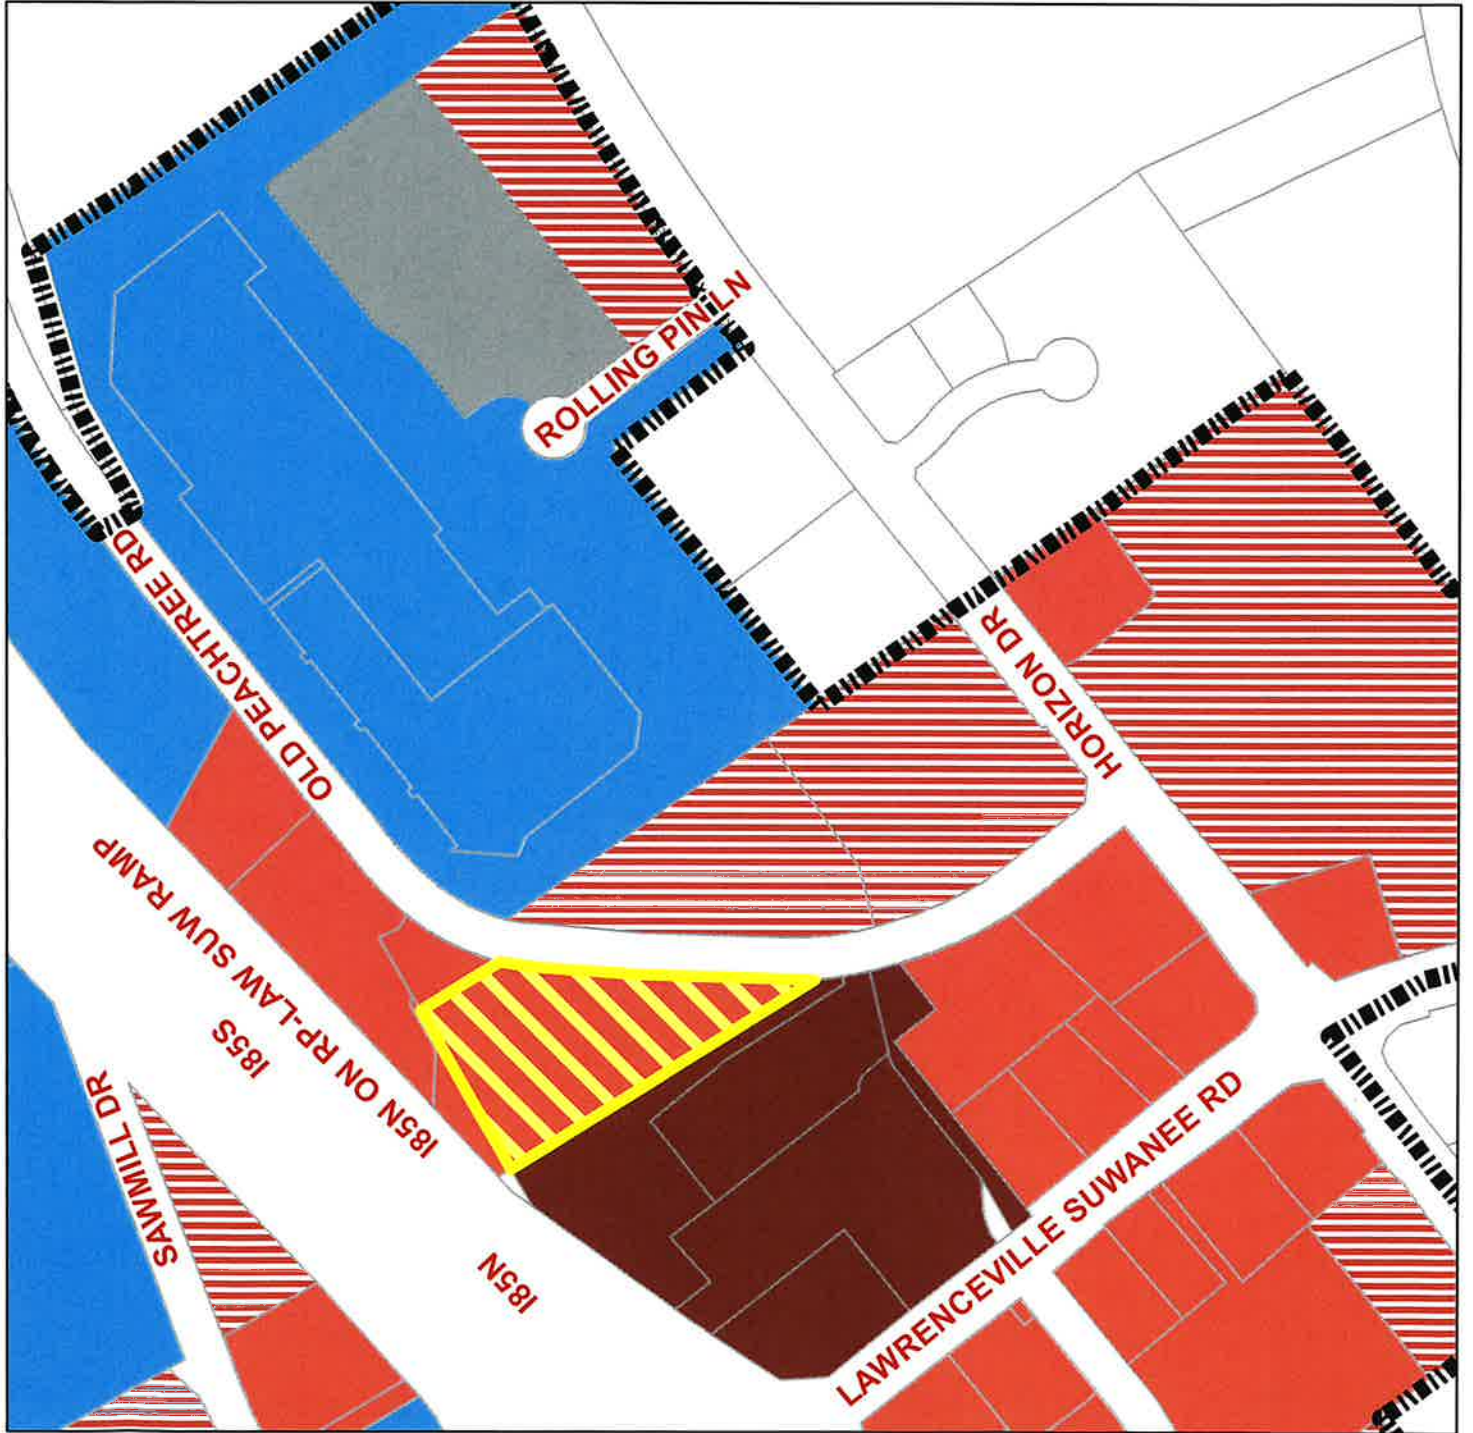 ROLLING PIN LN
OLD PEACHTREE RD
HORIZON DR
I85N ON RP-LAW SUW RAMP
I85S
SAWMILL DR
I85N
LAWRENCEVILLE SUWANEE RD